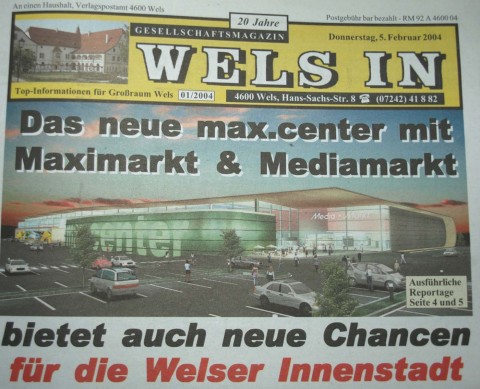 An einen Haushalt, Verlagspostamt 4600 Wels
Postgebühr bar bezahlt - RM 92 A 4600 04
20 Jahre
GESELLSCHAFTSMAGAZIN
Donnerstag, 5. Februar 2004
WELS IN
Top-Informationen für Großraum Wels 01/2004 4600 Wels, Hans-Sachs-Str. 8 ☎ (07242) 41 8 82
Das neue max.center mit
Maximarkt & Mediamarkt
center
Media Markt
Ausführliche
Reportage
Seite 4 und 5
bietet auch neue Chancen
für die Welser Innenstadt